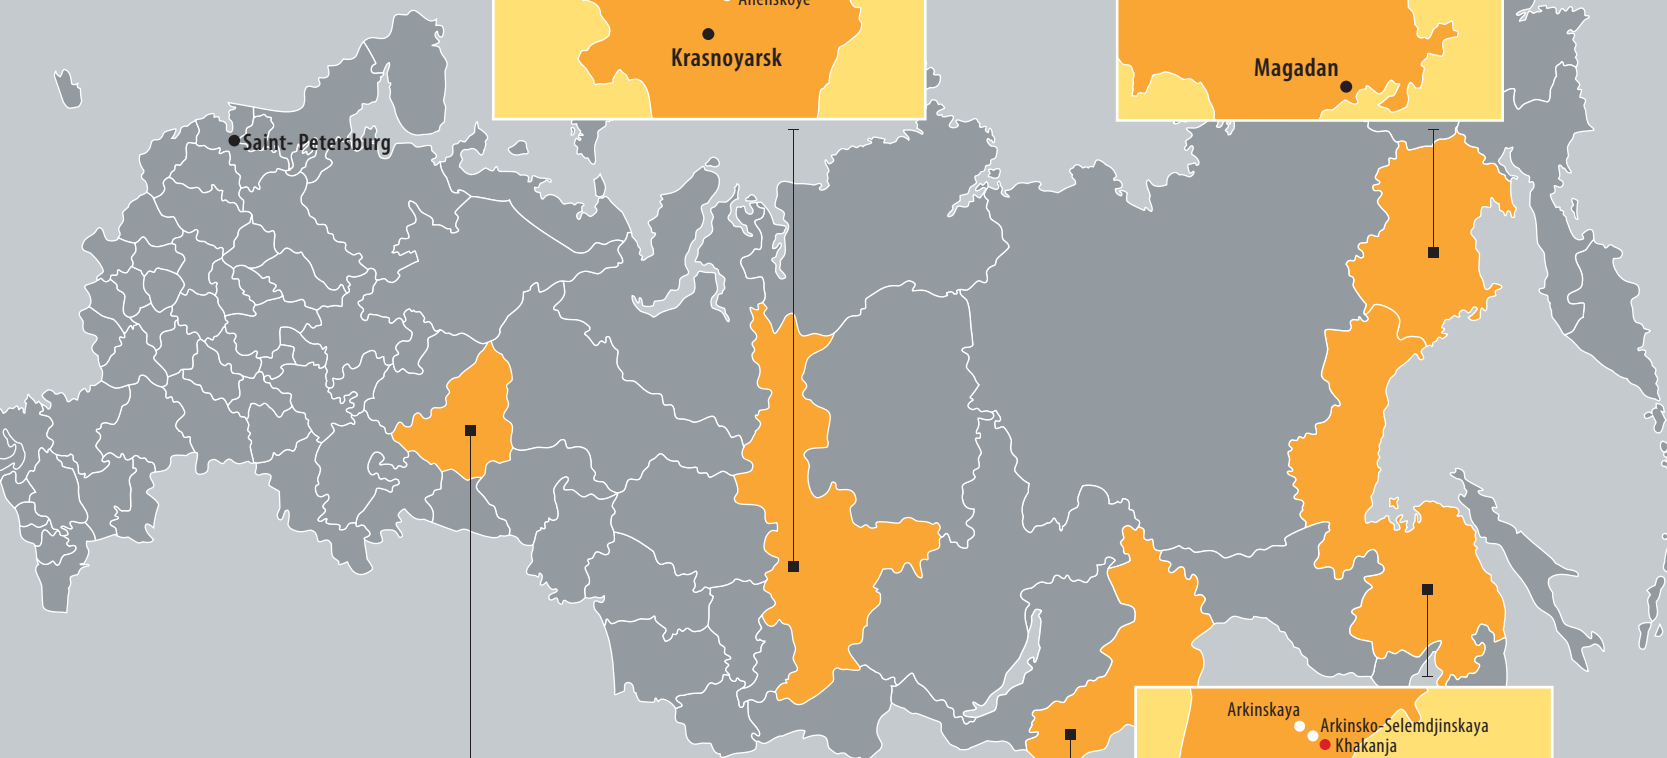 Krasnoyarsk
Magadan
Saint- Petersburg
Arkinskaya
Arkinsko-Selemdjinskaya
Khakanja